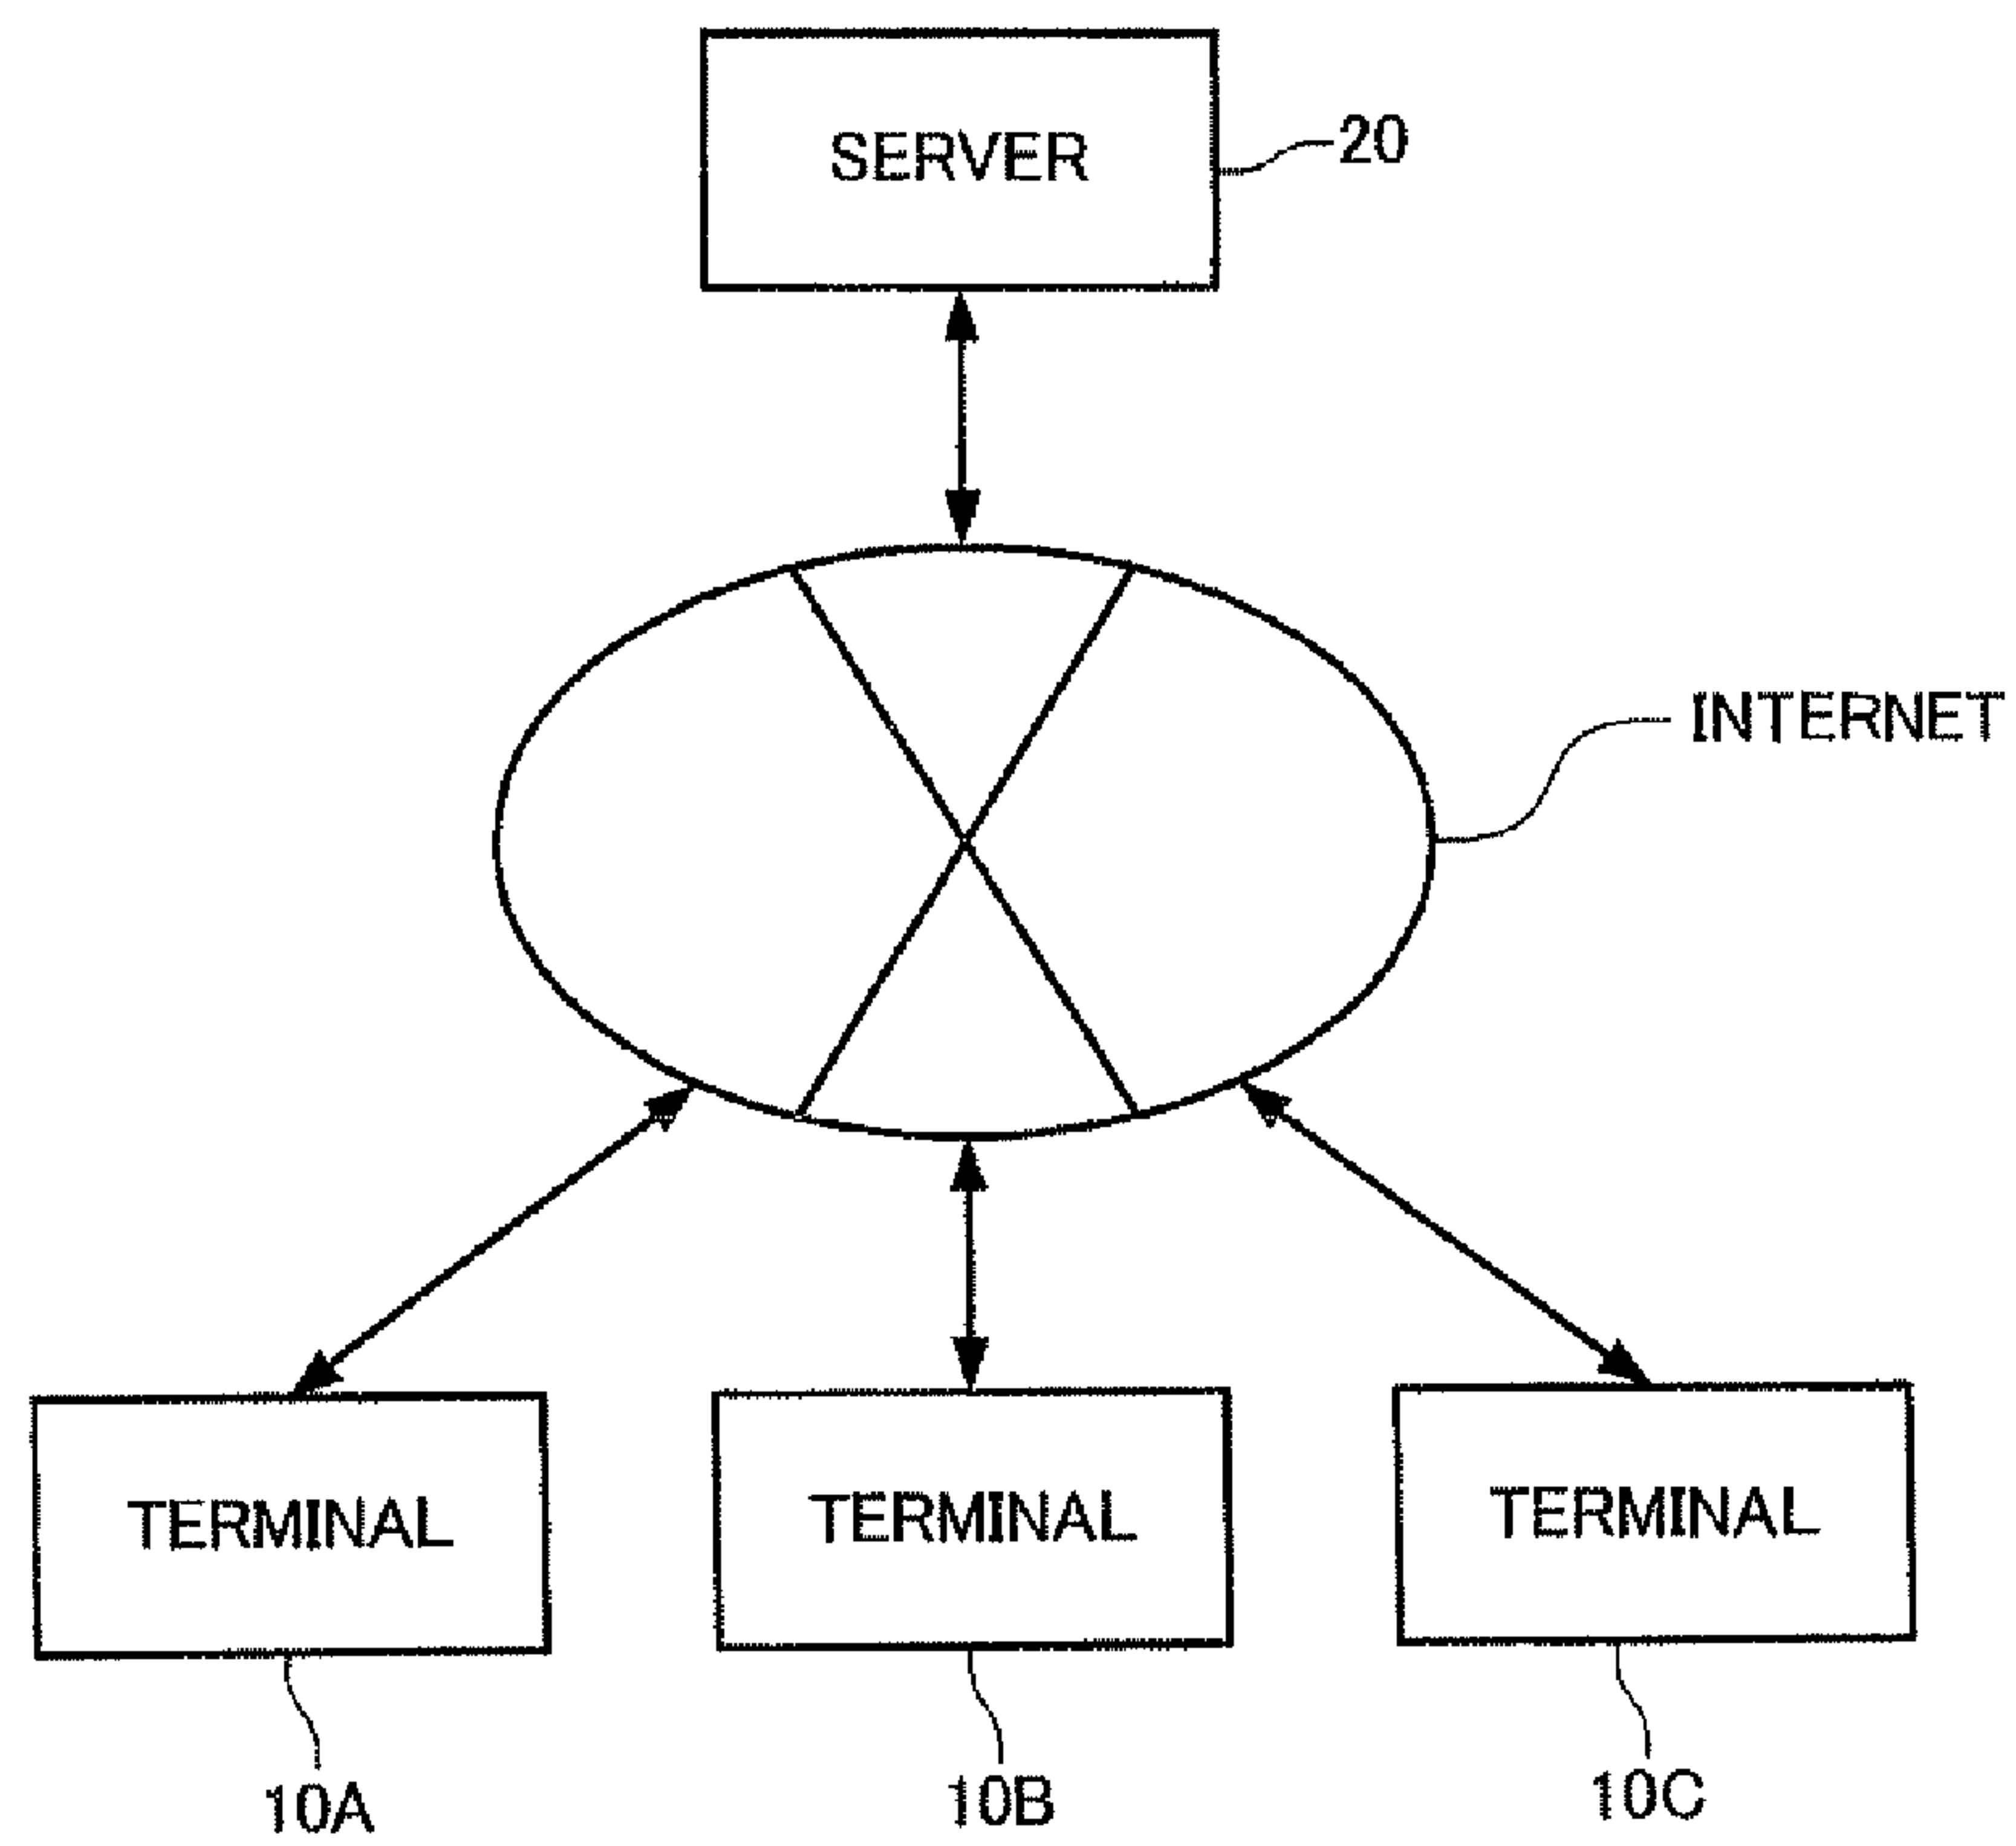 SERVER
20
INTERNET
TERMINAL
TERMINAL
TERMINAL
10A
10B
10C